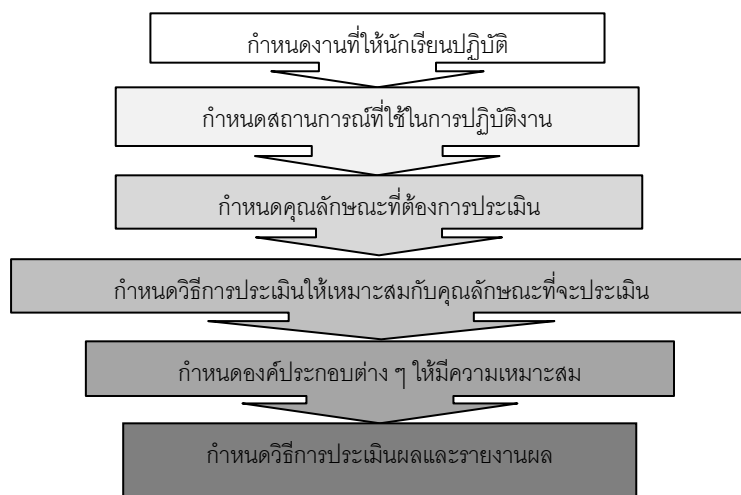 กำหนดงานที่ให้นักเรียนปฏิบัติ
กำหนดสถานการณ์ที่ใช้ในการปฏิบัติงาน
กำหนดคุณลักษณะที่ต้องการประเมิน
กำหนดวิธีการประเมินให้เหมาะสมกับคุณลักษณะที่จะประเมิน
กำหนดองค์ประกอบต่าง ๆ ให้มีความเหมาะสม
กำหนดวิธีการประเมินผลและรายงานผล